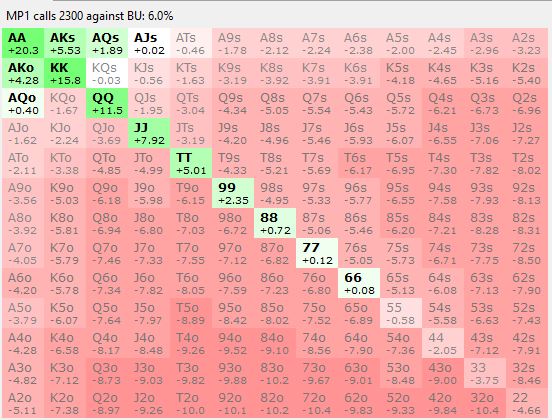 MP1 calls 2300 against BU: 6.0%
AA AKs AQs AJs ATs A9s A8s A7s A6s A5s A4s A3s A2s
+20.3 +5.53 +1.89 +0.02 -0.46 -1.78 -2.12 -2.24 -2.38 -2.00 -2.45 -2.96 -3.23
AKo KK KQs KJs KTs K9s K8s K7s K6s K5s K4s K3s K2s
+4.28 +15.8 -0.03 -0.56 -1.63 -3.19 -3.92 -3.91 -3.91 -4.18 -4.65 -5.16 -5.40
AQo KQo QQ QJs QTs Q9s Q8s Q7s Q6s Q5s Q4s Q3s Q2s
+0.40 -1.67 +11.5 -1.95 -3.04 -4.34 -5.05 -5.54 -5.43 -5.72 -6.21 -6.73 -6.96
AJo KJo QJo JJ JTs J9s J8s J7s J6s J5s J4s J3s J2s
-1.62 -2.24 -3.69 +7.92 -3.19 -4.20 -4.96 -5.46 -5.93 -6.07 -6.55 -7.06 -7.27
ATo KTo QTo JTo TT T9s T8s T7s T6s T5s T4s T3s T2s
-2.11 -3.38 -4.85 -4.99 +5.01 -4.33 -5.21 -5.69 -6.17 -6.95 -7.30 -7.82 -8.02
A9o K9o Q9o J9o T9o 99 98s 97s 96s 95s 94s 93s 92s
-3.56 -5.03 -6.18 -5.98 -6.15 +2.35 -4.95 -5.33 -5.77 -6.55 -7.58 -7.93 -8.13
A8o K8o Q8o J8o T8o 98o 88 87s 86s 85s 84s 83s 82s
-3.92 -5.81 -6.94 -6.80 -7.03 -6.72 +0.72 -5.06 -5.46 -6.20 -7.21 -8.28 -8.31
A7o K7o Q7o J7o T7o 97o 87o 77 76s 75s 74s 73s 72s
-4.05 -5.79 -7.46 -7.33 -7.55 -7.12 -6.82 +0.12 -5.05 -5.73 -6.71 -7.75 -8.50
A6o K6o Q6o J6o T6o 96o 86o 76o 66 65s 64s 63s 62s
-4.20 -5.78 -7.34 -7.82 -8.05 -7.59 -7.23 -6.80 +0.08 -5.13 -6.08 -7.13 -7.90
A5o K5o Q5o J5o T5o 95o 85o 75o 65o 55 54s 53s 52s
-3.79 -6.07 -7.64 -7.97 -8.89 -8.42 -8.02 -7.52 -6.89 -0.58 -5.58 -6.63 -7.43
A4o K4o Q4o J4o T4o 94o 84o 74o 64o 54o 44 43s 42s
-4.28 -6.58 -8.17 -8.48 -9.26 -9.52 -9.10 -8.56 -7.90 -7.36 -2.05 -7.12 -7.91
A3o K3o Q3o J3o T3o 93o 83o 73o 63o 53o 43o 33 32s
-4.82 -7.12 -8.73 -9.03 -9.82 -9.88 -10.2 -9.67 -9.01 -8.48 -9.00 -3.75 -8.46
A2o K2o Q2o J2o T2o 92o 82o 72o 62o 52o 42o 32o 22
-5.11 -7.38 -8.97 -9.26 -10.0 -10.1 -10.2 -10.4 -9.83 -9.33 -9.84 -10.4 -4.66